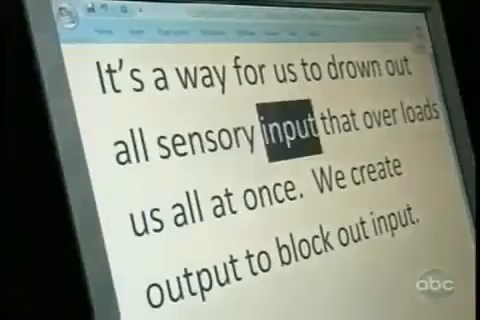 It's a way for us to drown out
all sensory input that over loads
us all at once. We create
output to block out input.
abc